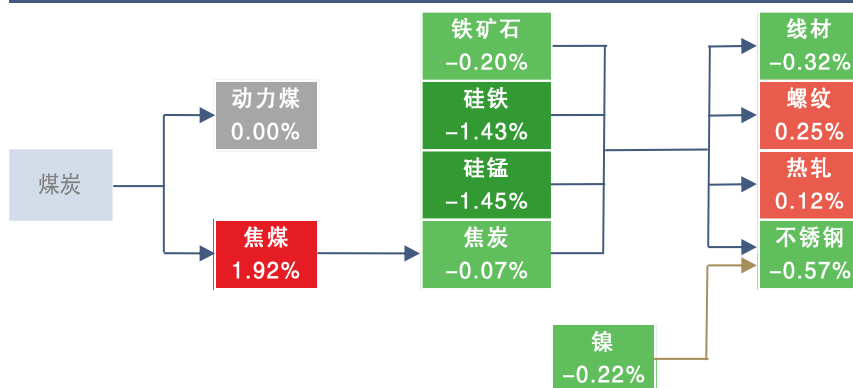 煤炭
动力煤
0.00%
焦煤
1.92%
铁矿石
-0.20%
硅铁
-1.43%
硅锰
-1.45%
焦炭
-0.07%
镍
-0.22%
线材
-0.32%
螺纹
0.25%
热轧
0.12%
不锈钢
-0.57%